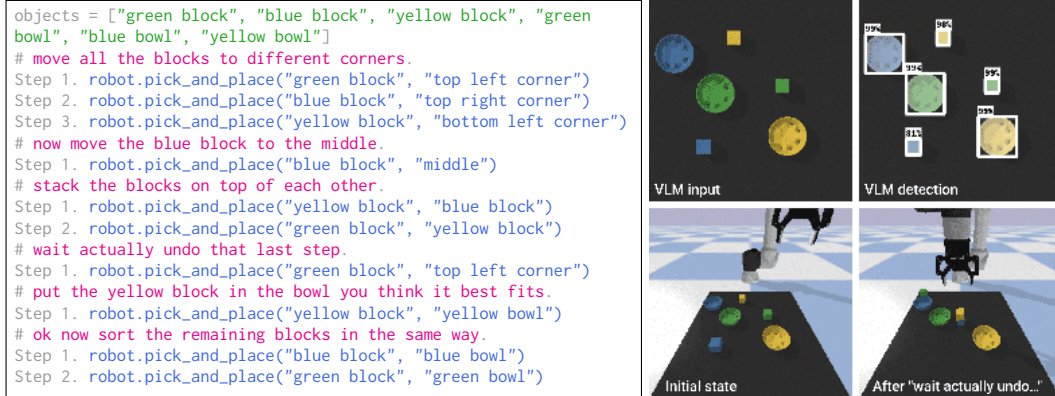 objects = ["green block", "blue block", "yellow block", "green
bowl", "blue bowl", "yellow bowl"]
# move all the blocks to different corners.
Step 1. robot.pick_and_place("green block", "top left corner")
Step 2. robot.pick_and_place("blue block", "top right corner")
Step 3. robot.pick_and_place("yellow block", "bottom left corner")
# now move the blue block to the middle.
Step 1. robot.pick_and_place("blue block", "middle")
# stack the blocks on top of each other.
Step 1. robot.pick_and_place("yellow block", "blue block")
Step 2. robot.pick_and_place("green block", "yellow block")
# wait actually undo that last step.
Step 1. robot.pick_and_place("green block", "top left corner")
# put the yellow block in the bowl you think it best fits.
Step 1. robot.pick_and_place("yellow block", "yellow bowl")
# ok now sort the remaining blocks in the same way.
Step 1. robot.pick_and_place("blue block", "blue bowl")
Step 2. robot.pick_and_place("green block", "green bowl")
VLM input
99%
98%
99%
99%
99%
81%
VLM detection
Initial state
After "wait actually undo…"